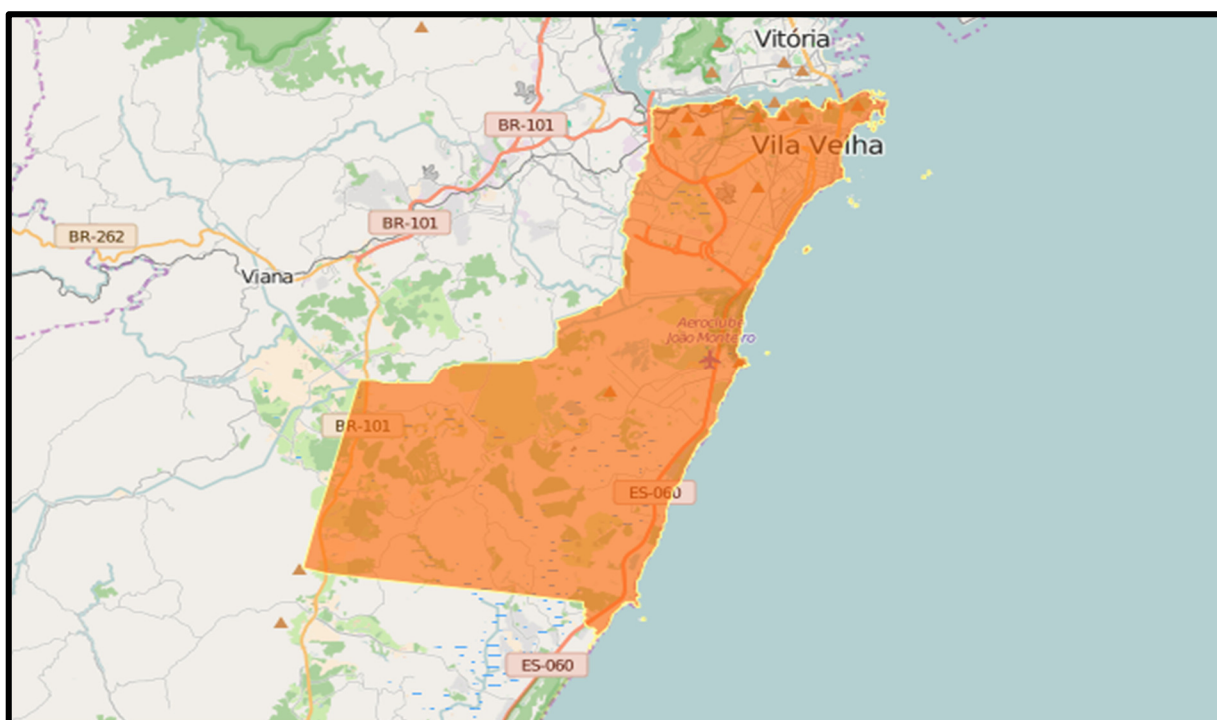 Vitória
BR-101
Vila Velha
BR-101
BR-262
Viana
Aeroclube
João Monteiro
BR-101
ES-060
ES-060